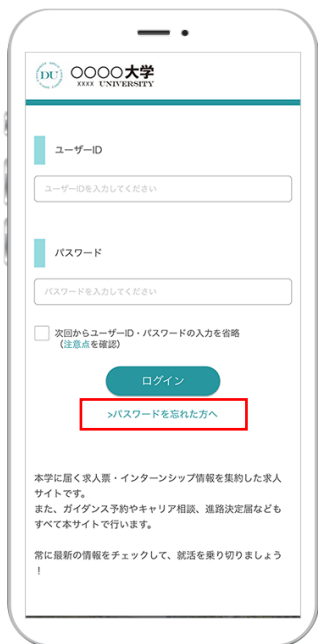 DU
〇〇〇〇大学
XXXX UNIVERSITY
ユーザーID
ユーザーIDを入力してください
パスワード
パスワードを入力してください
次回からユーザーID・パスワードの入力を省略
(注意点を確認)
ログイン
>パスワードを忘れた方へ
本学に届く求人票・インターンシップ情報を集約した求人
サイトです。
また、ガイダンス予約やキャリア相談、進路決定届なども
すべて本サイトで行います。
常に最新の情報をチェックして、就活を乗り切りましょう
!